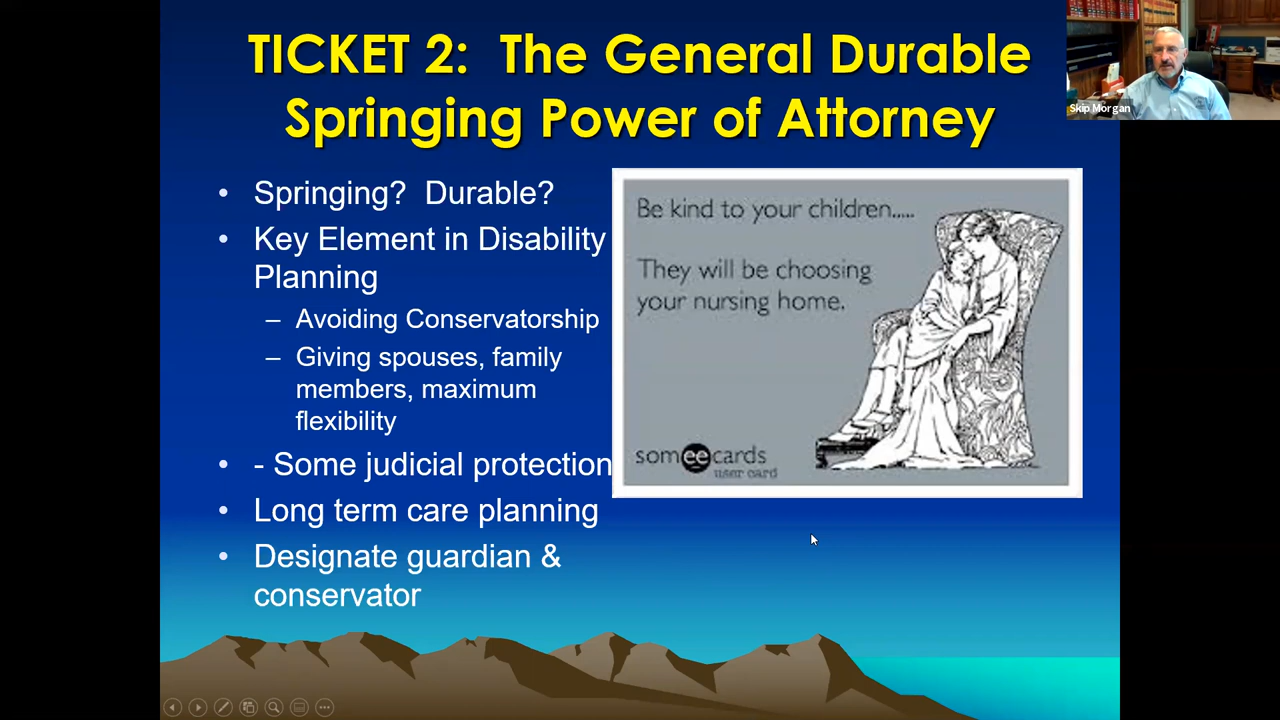 TICKET 2:  The General Durable
Springing Power of Attorney
Skip Morgan
• Springing?  Durable?
• Key Element in Disability
Planning
– Avoiding Conservatorship
– Giving spouses, family
members, maximum
flexibility
• - Some judicial protection
• Long term care planning
• Designate guardian &
conservator
Be kind to your children.....
They will be choosing
your nursing home.
someecards
user card